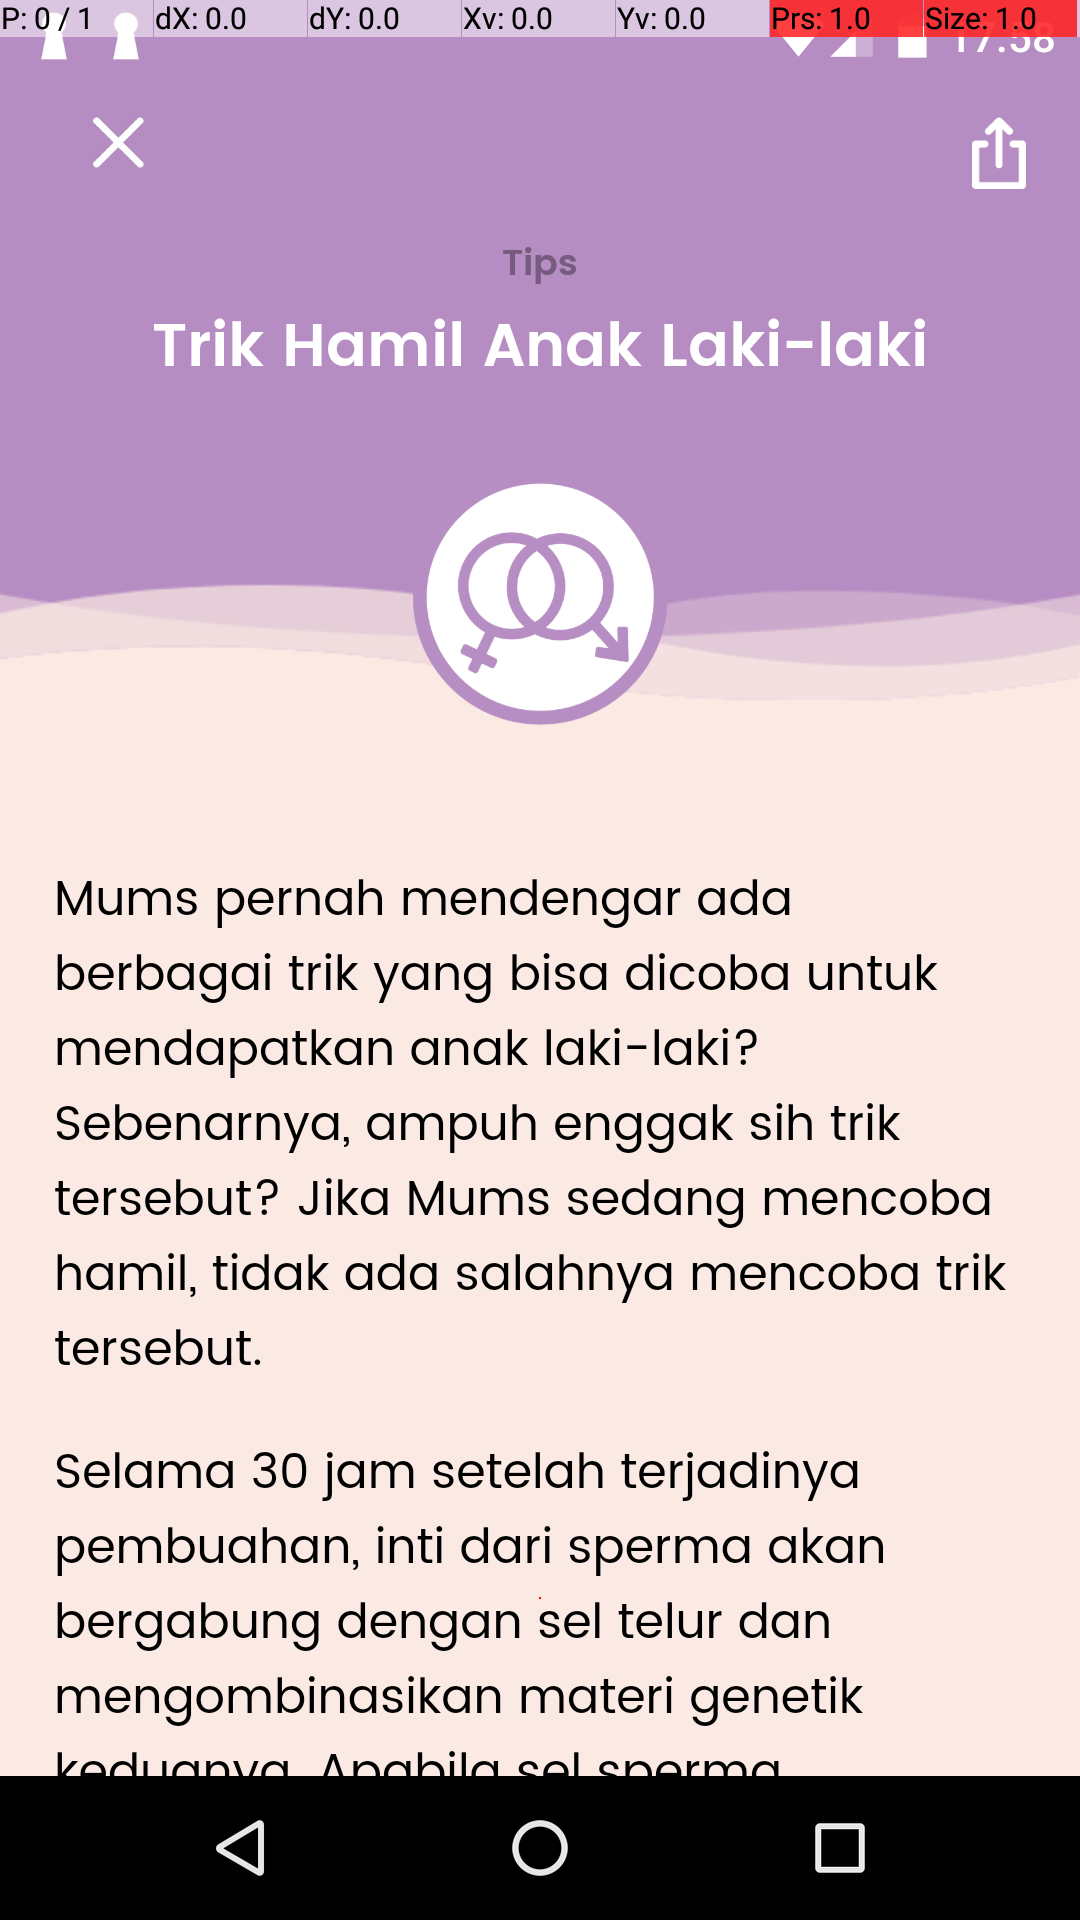 P: 0 / 1 dX: 0.0 dY: 0.0 Xv: 0.0 Yv: 0.0 Prs: 1.0 Size: 1.0
17:58
Tips
Trik Hamil Anak Laki-laki
Mums pernah mendengar ada
berbagai trik yang bisa dicoba untuk
mendapatkan anak laki-laki?
Sebenarnya, ampuh enggak sih trik
tersebut? Jika Mums sedang mencoba
hamil, tidak ada salahnya mencoba trik
tersebut.
Selama 30 jam setelah terjadinya
pembuahan, inti dari sperma akan
bergabung dengan sel telur dan
mengombinasikan materi genetik
keduanya. Apabila sel sperma